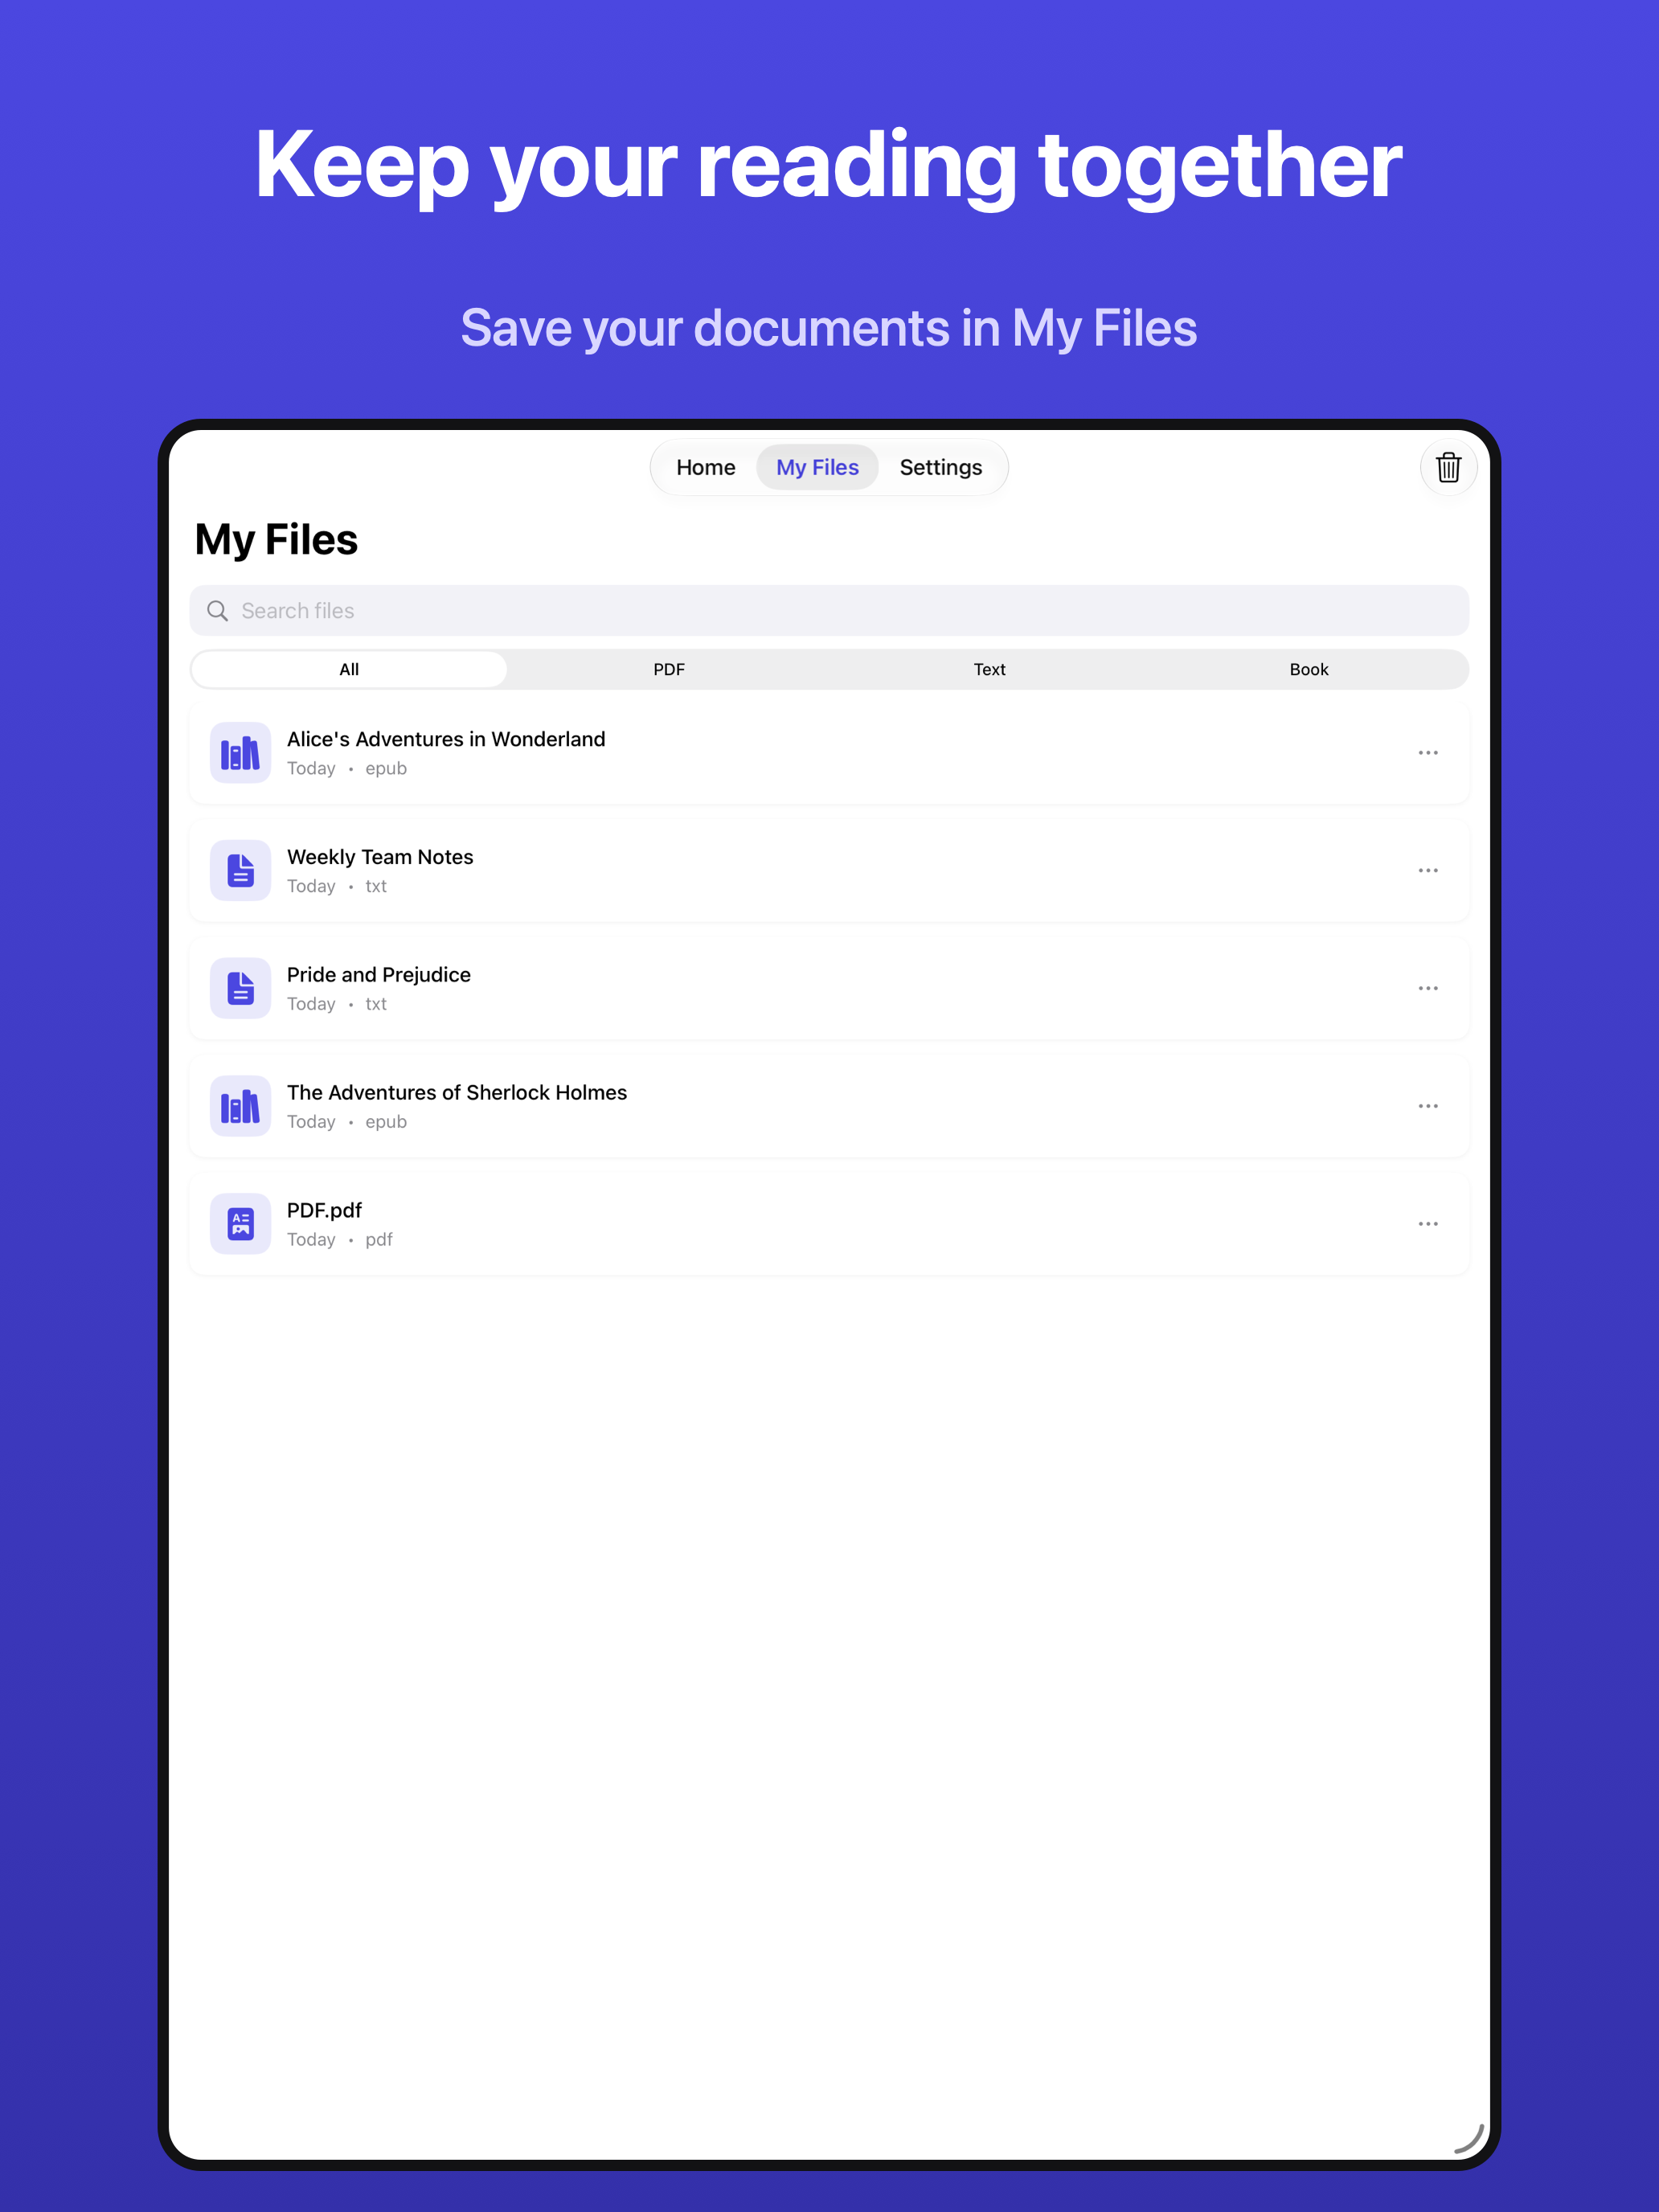 Keep your reading together
Save your documents in My Files
Home My Files Settings
My Files
Search files
All PDF Text Book
Alice's Adventures in Wonderland
Today • epub
Weekly Team Notes
Today • txt
Pride and Prejudice
Today • txt
The Adventures of Sherlock Holmes
Today • epub
PDF.pdf
Today • pdf